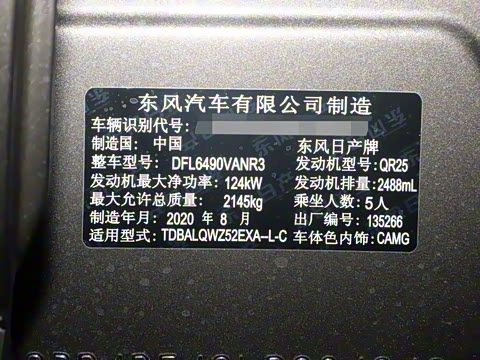 东风汽车有限公司制造
车辆识别代号：
制造国：中国 东风日产牌
整车型号：DFL6490VANR3 发动机型号：QR25
发动机最大净功率：124kW 发动机排量：2488mL
最大允许总质量：2145kg 乘坐人数：5人
制造年月：2020年8月 出厂编号：135266
适用型式：TDBALQWZ52EXA-L-C 车体色内饰：CAMG